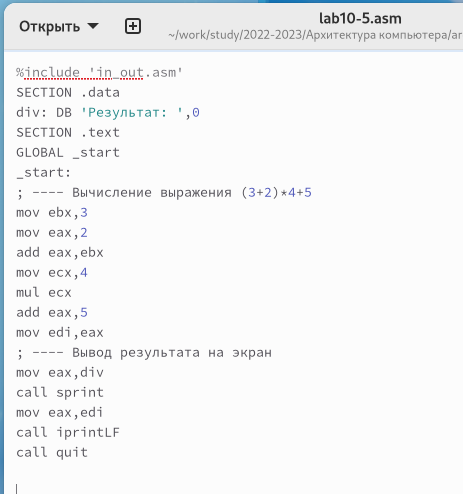 Открыть
lab10-5.asm
~/work/study/2022-2023/Архитектура компьютера/ar
%include 'in_out.asm'
SECTION .data
div: DB 'Результат: ',0
SECTION .text
GLOBAL _start
_start:
; ---- Вычисление выражения (3+2)*4+5
mov ebx,3
mov eax,2
add eax,ebx
mov ecx,4
mul ecx
add eax,5
mov edi,eax
; ---- Вывод результата на экран
mov eax,div
call sprint
mov eax,edi
call iprintLF
call quit